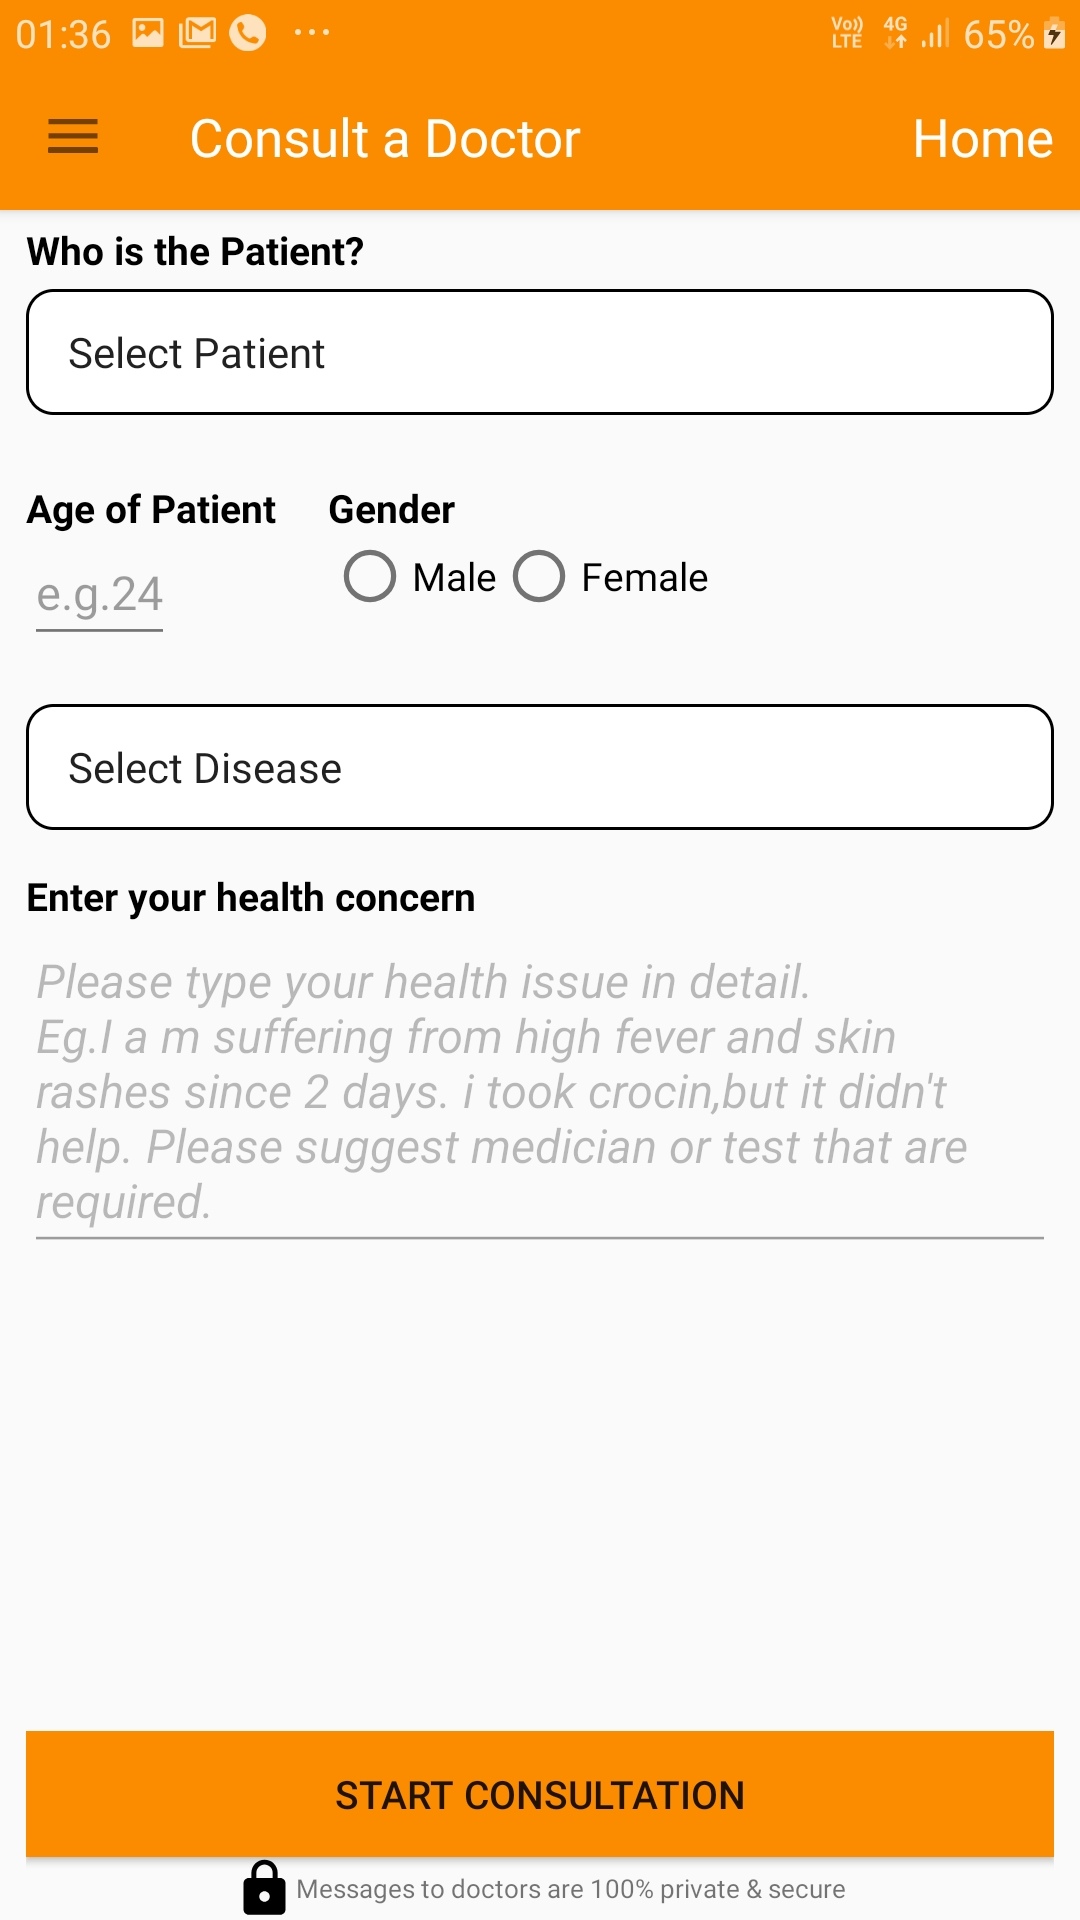 01:36 Vo)) LTE 4G 65%
Consult a Doctor Home
Who is the Patient?
Select Patient
Age of Patient Gender
e.g.24 Male Female
Select Disease
Enter your health concern
Please type your health issue in detail.
Eg.I a m suffering from high fever and skin
rashes since 2 days. i took crocin,but it didn't
help. Please suggest medician or test that are
required.
START CONSULTATION
Messages to doctors are 100% private & secure